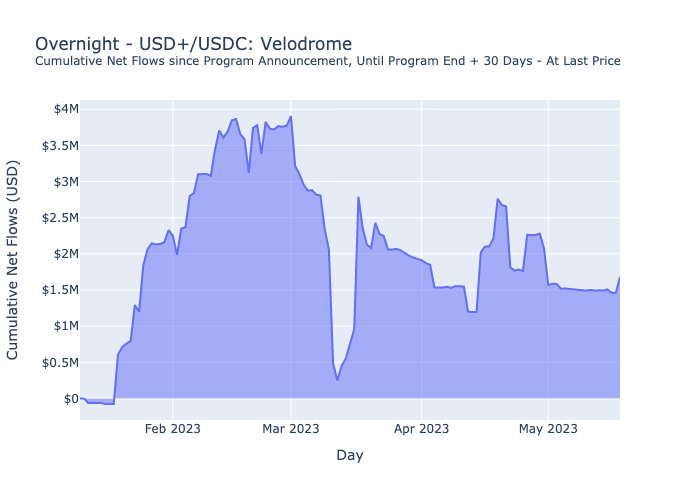 Overnight - USD+/USDC: Velodrome
Cumulative Net Flows since Program Announcement, Until Program End + 30 Days - At Last Price
Cumulative Net Flows (USD)
$4M
$3.5M
$3M
$2.5M
$2M
$1.5M
$1M
$0.5M
$0
Feb 2023
Mar 2023
Apr 2023
May 2023
Day